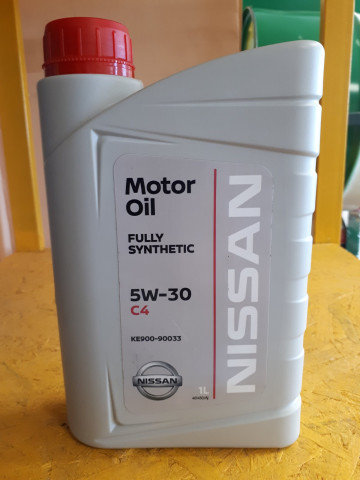 Motor
Oil
FULLY
SYNTHETIC
5W-30
C4
KE900-90033
NISSAN
1L
NISSAN